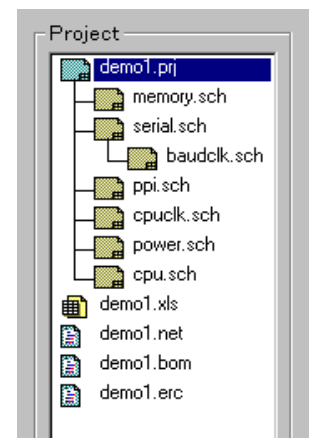 Project
demo1.prj
memory.sch
serial.sch
baudclk.sch
ppi.sch
cpuclk.sch
power.sch
cpu.sch
demo1.xls
demo1.net
demo1.bom
demo1.erc